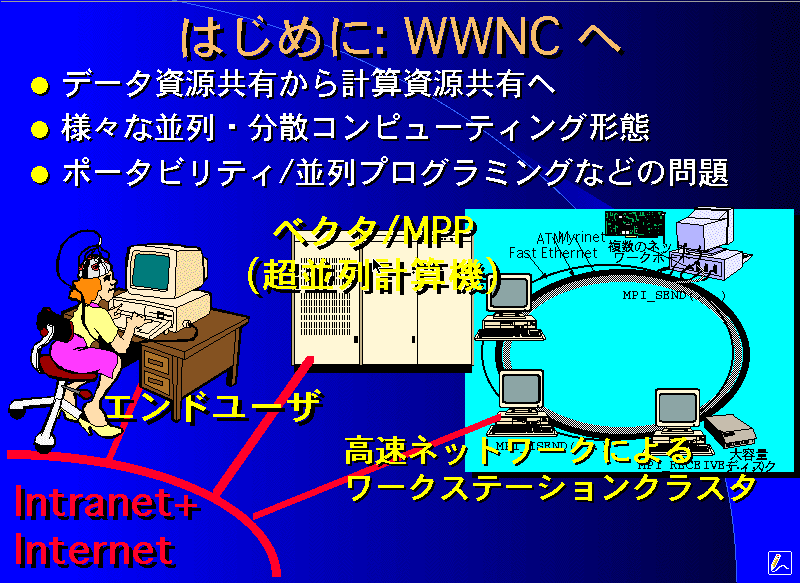 はじめに: WWNC へ
データ資源共有から計算資源共有へ
様々な並列・分散コンピューティング形態
ポータビリティ/並列プログラミングなどの問題
ベクタ/MPP
(超並列計算機)
ATM
Myrinet
Fast Ethernet
複数のネット
ワークボード
MPI_SEND( )
エンドユーザ
高速ネットワークによる
ワークステーションクラスタ
MPI_RECEIVE
大容量
ディスク
Intranet+
Internet